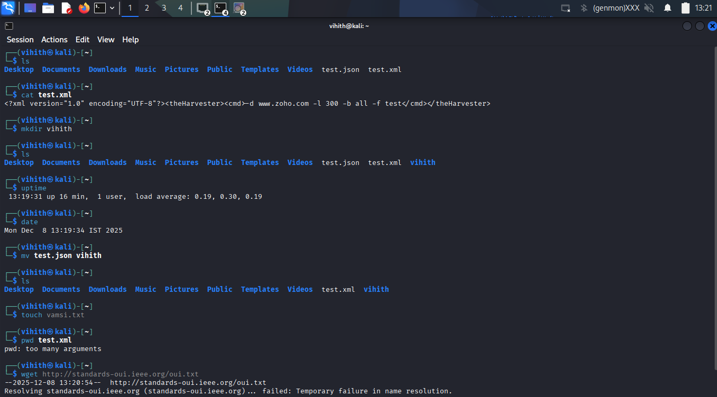 1 2 3 4 2 4 2 (genmon)XXX 13:21
vihith@kali: ~
Session Actions Edit View Help
┌──(vihith㉿kali)-[~]
└─$ ls
Desktop Documents Downloads Music Pictures Public Templates Videos test.json test.xml
┌──(vihith㉿kali)-[~]
└─$ cat test.xml
<?xml version="1.0" encoding="UTF-8"?><theHarvester><cmd>-d www.zoho.com -l 300 -b all -f test</cmd></theHarvester>
┌──(vihith㉿kali)-[~]
└─$ mkdir vihith
┌──(vihith㉿kali)-[~]
└─$ ls
Desktop Documents Downloads Music Pictures Public Templates Videos test.json test.xml vihith
┌──(vihith㉿kali)-[~]
└─$ uptime
13:19:31 up 16 min, 1 user, load average: 0.19, 0.30, 0.19
┌──(vihith㉿kali)-[~]
└─$ date
Mon Dec 8 13:19:34 IST 2025
┌──(vihith㉿kali)-[~]
└─$ mv test.json vihith
┌──(vihith㉿kali)-[~]
└─$ ls
Desktop Documents Downloads Music Pictures Public Templates Videos test.xml vihith
┌──(vihith㉿kali)-[~]
└─$ touch vamsi.txt
┌──(vihith㉿kali)-[~]
└─$ pwd test.xml
pwd: too many arguments
┌──(vihith㉿kali)-[~]
└─$ wget http://standards-oui.ieee.org/oui.txt
--2025-12-08 13:20:54-- http://standards-oui.ieee.org/oui.txt
Resolving standards-oui.ieee.org (standards-oui.ieee.org)... failed: Temporary failure in name resolution.